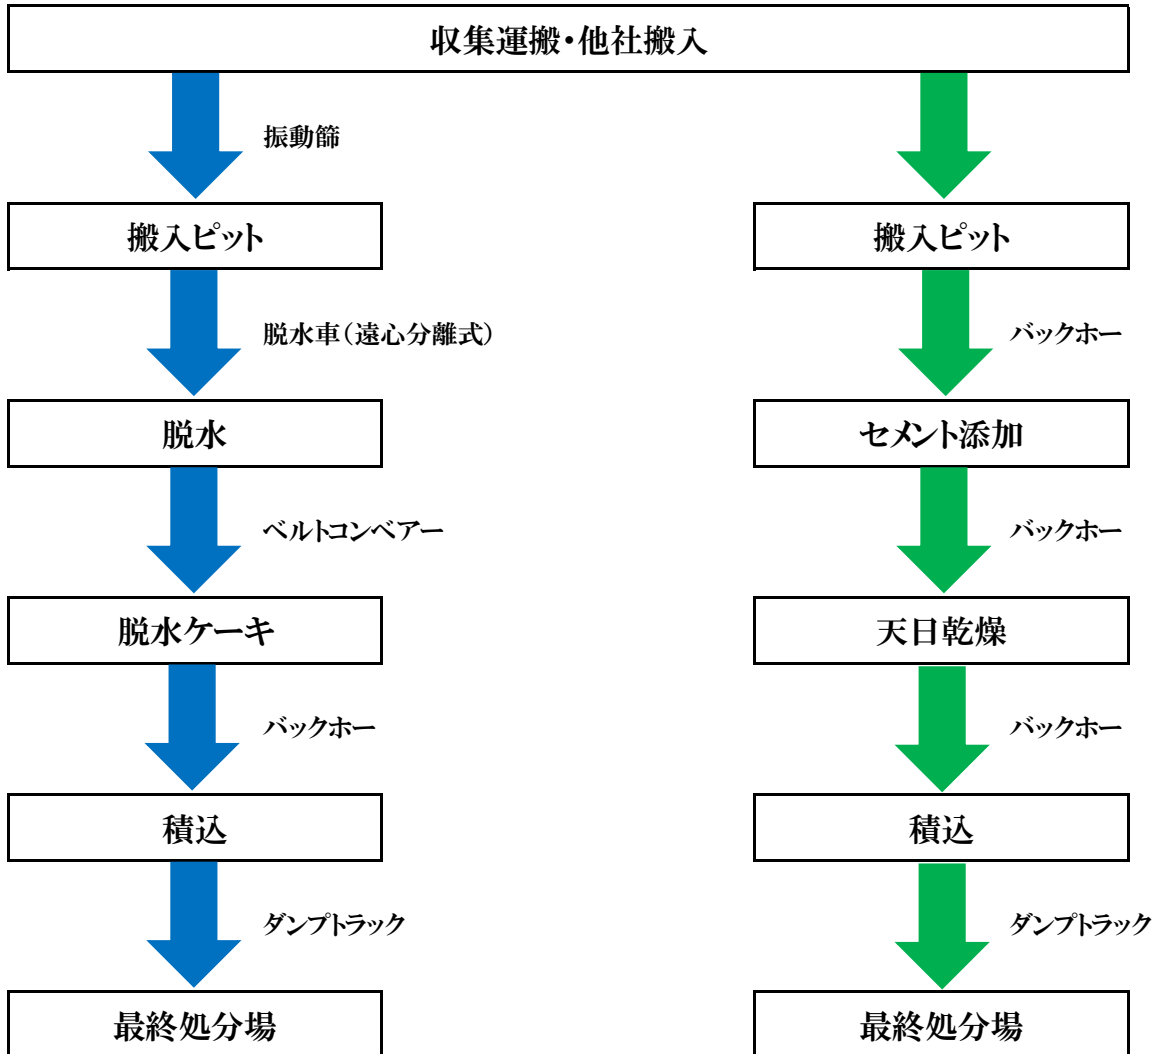 収集運搬・他社搬入
振動篩
搬入ピット
搬入ピット
脱水車（遠心分離式）
バックホー
脱水
セメント添加
ベルトコンベアー
バックホー
脱水ケーキ
天日乾燥
バックホー
バックホー
積込
積込
ダンプトラック
ダンプトラック
最終処分場
最終処分場